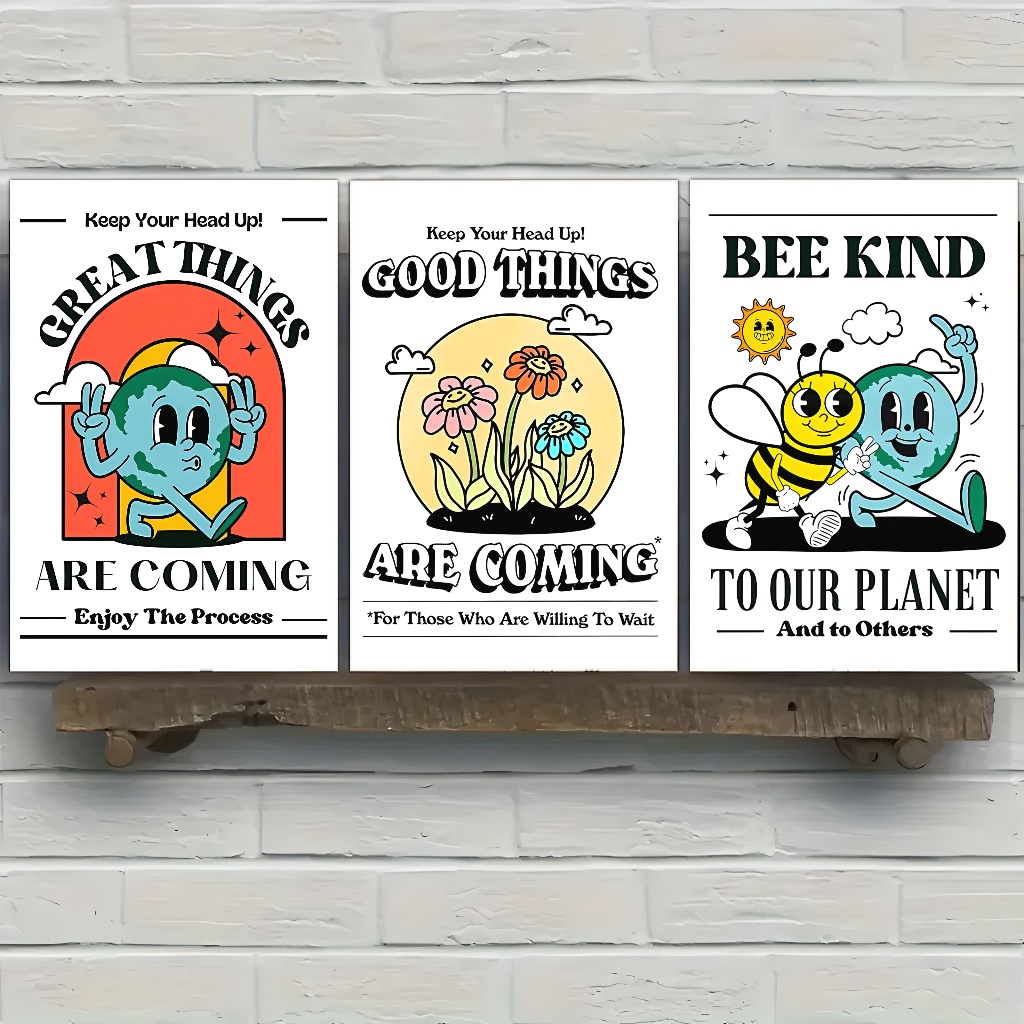 Keep Your Head Up!
GREAT THINGS
ARE COMING
Enjoy The Process
Keep Your Head Up!
GOOD THINGS
ARE COMING*
*For Those Who Are Willing To Wait
BEE KIND
TO OUR PLANET
And to Others